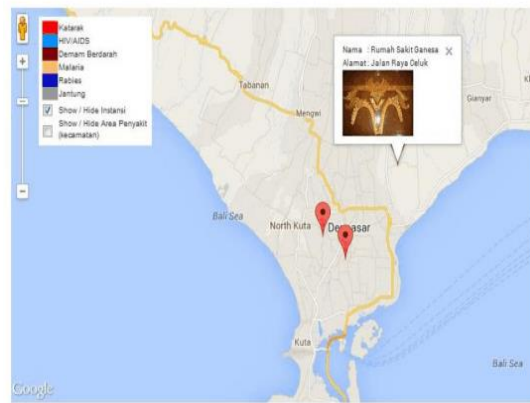 Katarak
HIV/AIDS
Demam Berdarah
Malaria
Rabies
Jantung
Show / Hide Instansi
Show / Hide Area Penyakit
(kecamatan)
Nama : Rumah Sakit Ganesa
Alamat : Jalan Raya Celuk
Tabanan
Mengwi
Gianyar
Bali Sea
North Kuta
Kuta
Bali Sea
Google